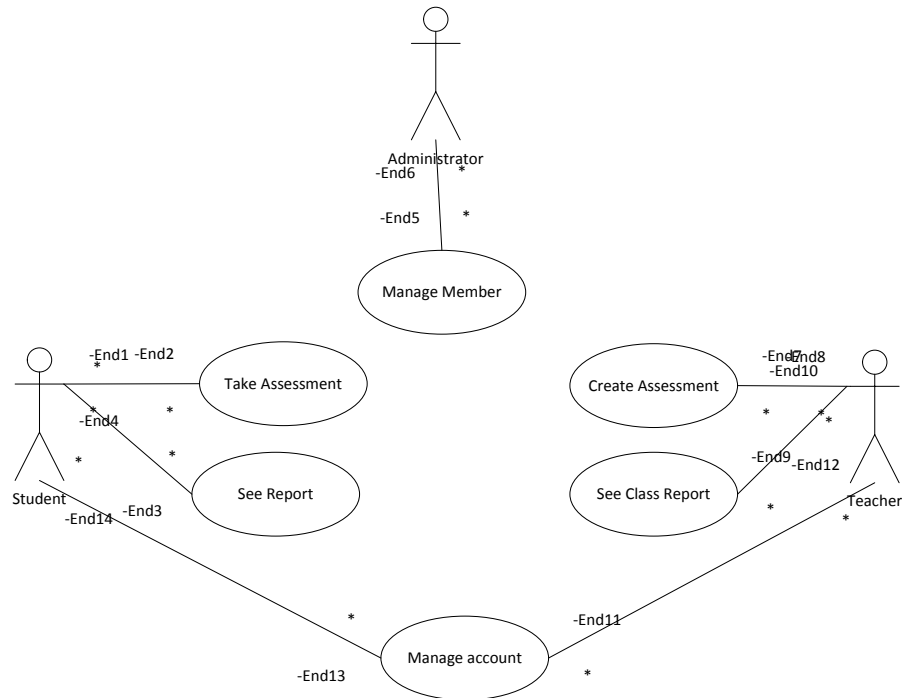 Administrator
-End6
*
-End5
*
Manage Member
-End1
-End2
*
Take Assessment
-End7
-End8
-End10
Create Assessment
*
*
-End4
*
*
*
*
*
-End9
-End12
See Report
See Class Report
Student
Teacher
-End3
-End14
*
*
*
-End11
Manage account
-End13
*